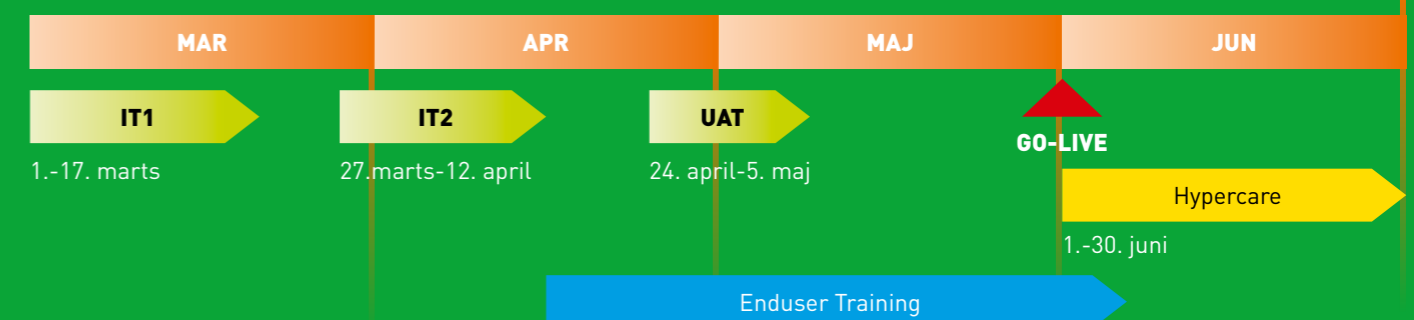 MAR APR MAJ JUN
IT1 IT2 UAT
GO-LIVE
1.-17. marts 27.marts-12. april 24. april-5. maj
Hypercare
1.-30. juni
Enduser Training